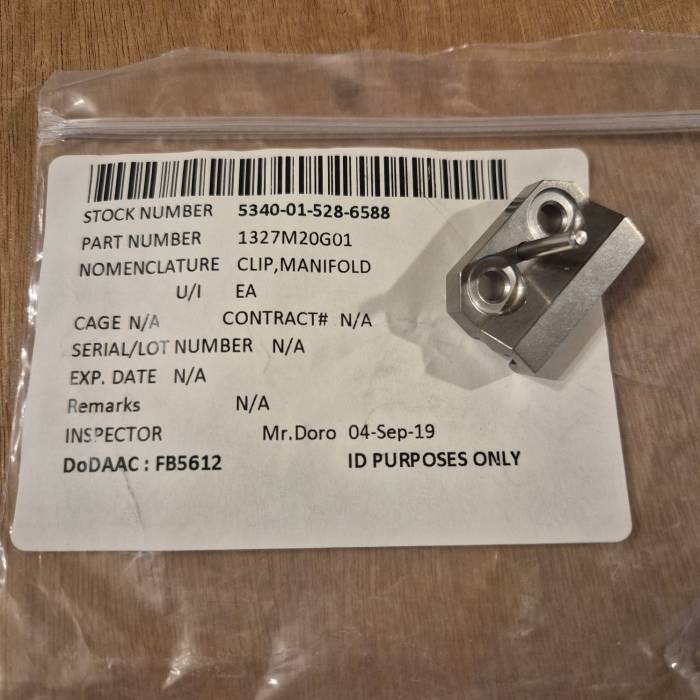 STOCK NUMBER 5340-01-528-6588
PART NUMBER 1327M20G01
NOMENCLATURE CLIP,MANIFOLD
U/I EA
CAGE N/A CONTRACT# N/A
SERIAL/LOT NUMBER N/A
EXP. DATE N/A
Remarks N/A
INSPECTOR Mr.Doro 04-Sep-19
DoDAAC : FB5612 ID PURPOSES ONLY